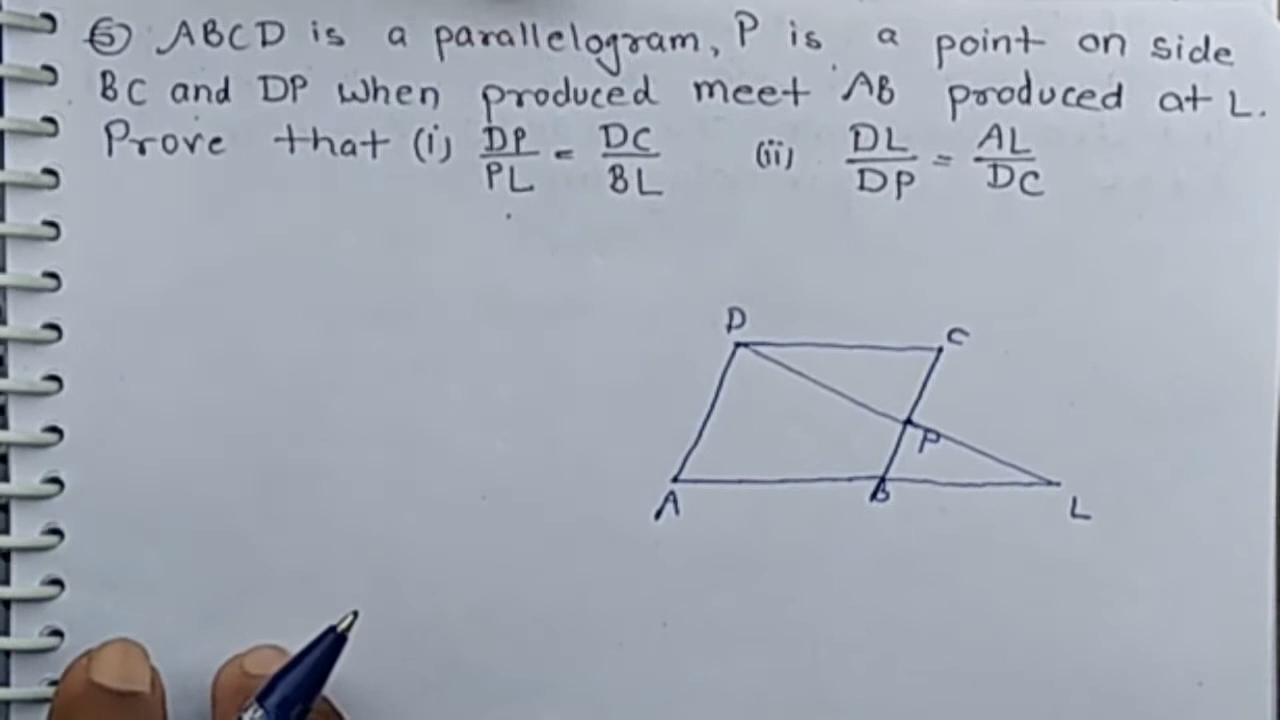 ⑤ ABCD is a parallelogram, P is a point on side
BC and DP when produced meet AB produced at L.
Prove that (i) DP/PL = DC/BL (ii) DL/DP = AL/DC
D
C
P
A
B
L